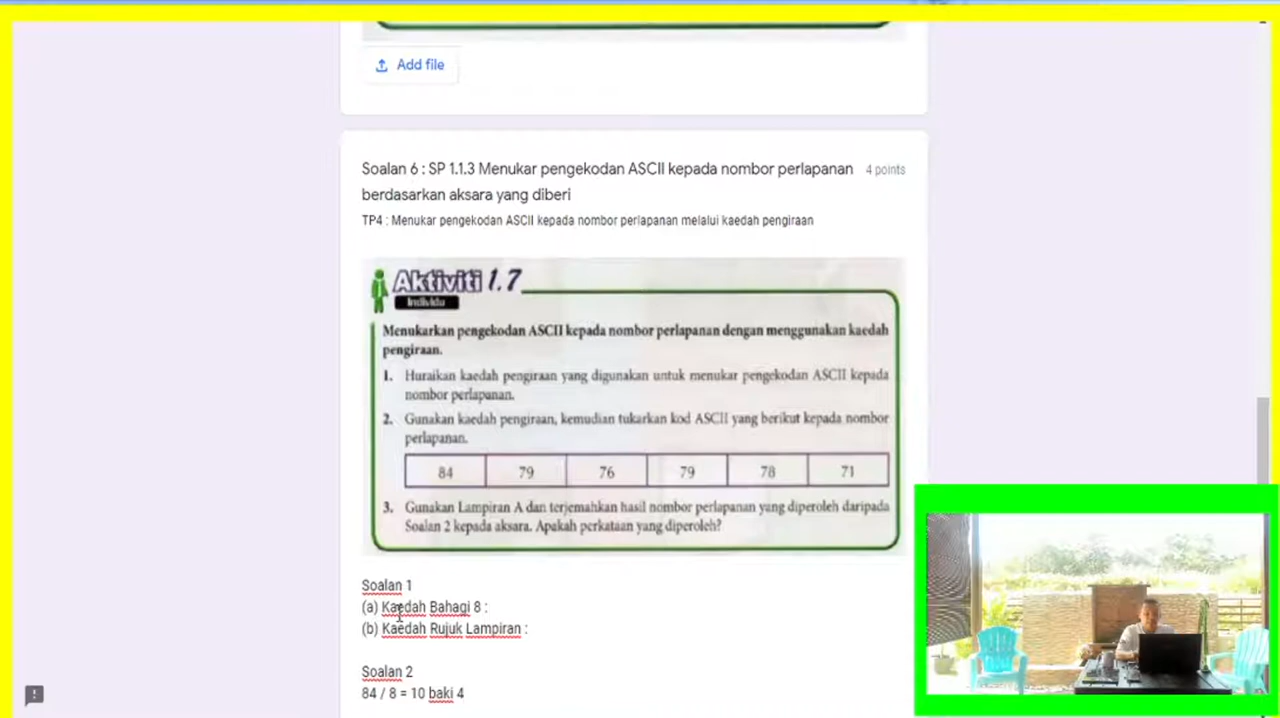 Add file
Soalan 6 : SP 1.1.3 Menukar pengekodan ASCII kepada nombor perlapanan
4 points
berdasarkan aksara yang diberi
TP4 : Menukar pengekodan ASCII kepada nombor perlapanan melalui kaedah pengiraan
Aktiviti 1.7
Individu
Menukarkan pengekodan ASCII kepada nombor perlapanan dengan menggunakan kaedah
pengiraan.
1. Huraikan kaedah pengiraan yang digunakan untuk menukar pengekodan ASCII kepada
nombor perlapanan.
2. Gunakan kaedah pengiraan, kemudian tukarkan kod ASCII yang berikut kepada nombor
perlapanan.
84 79 76 79 78 71
3. Gunakan Lampiran A dan terjemahkan hasil nombor perlapanan yang diperoleh daripada
Soalan 2 kepada aksara. Apakah perkataan yang diperoleh?
Soalan 1
(a) Kaedah Bahagi 8 :
(b) Kaedah Rujuk Lampiran :
Soalan 2
84 / 8 = 10 baki 4